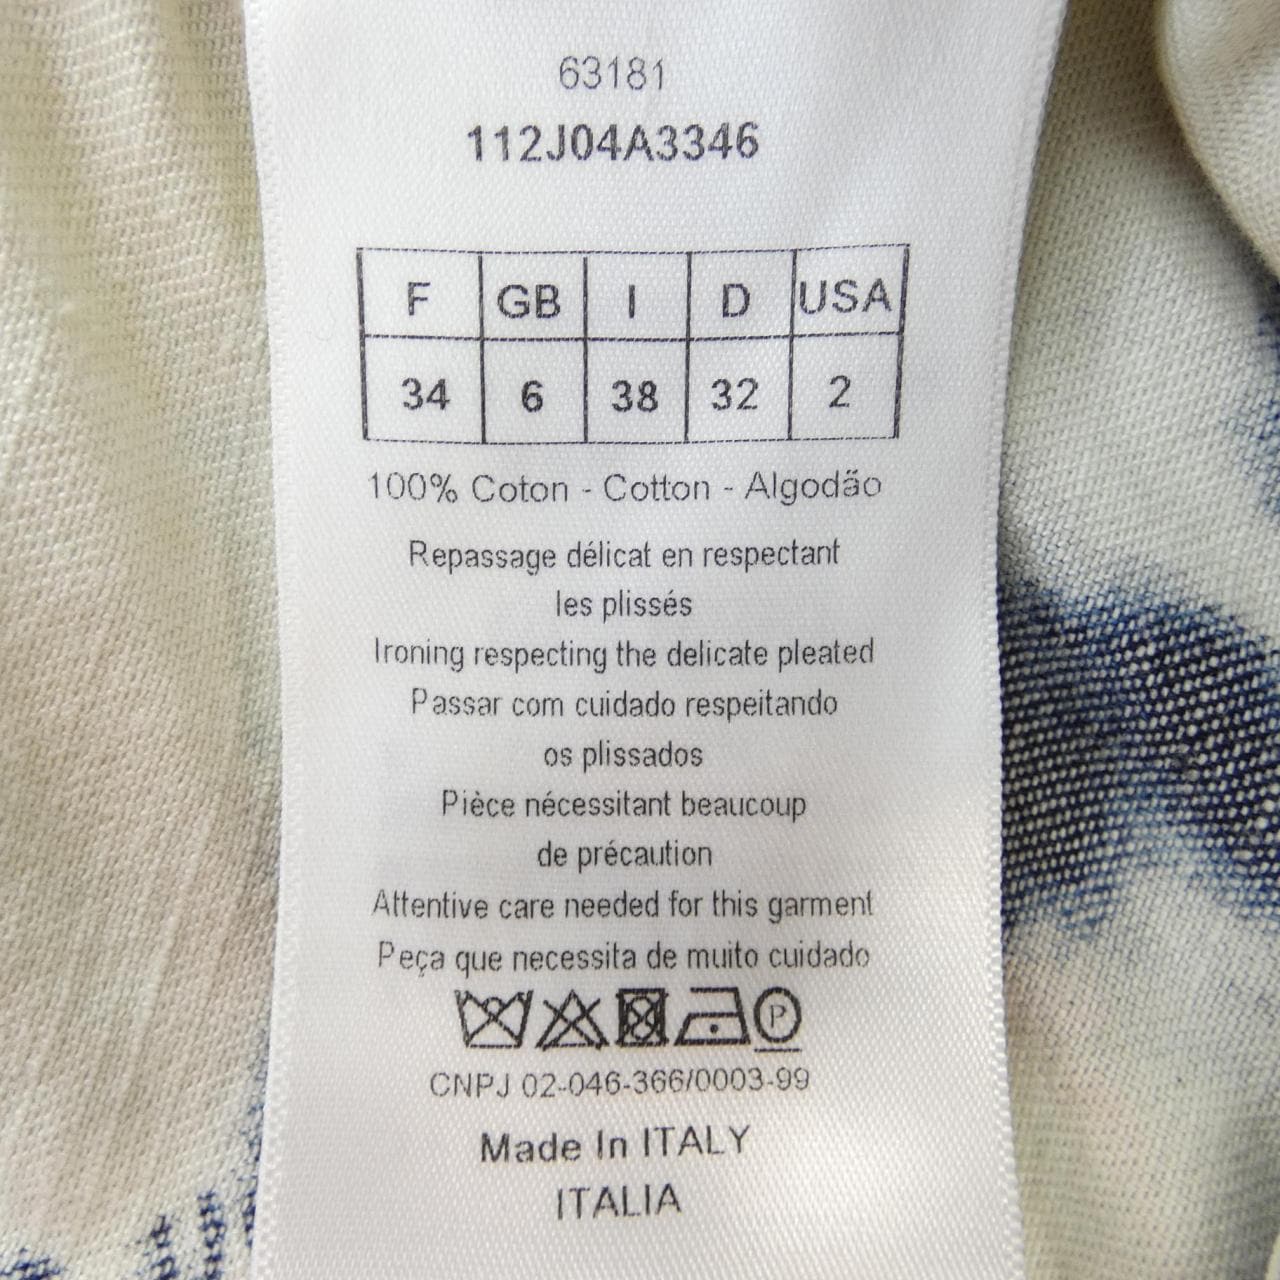 63181
112J04A3346
F GB I D USA
34 6 38 32 2
100% Coton - Cotton - Algodão
Repassage délicat en respectant
les plissés
Ironing respecting the delicate pleated
Passar com cuidado respeitando
os plissados
Pièce nécessitant beaucoup
de précaution
Attentive care needed for this garment
Peça que necessita de muito cuidado
P
CNPJ 02-046-366/0003-99
Made In ITALY
ITALIA